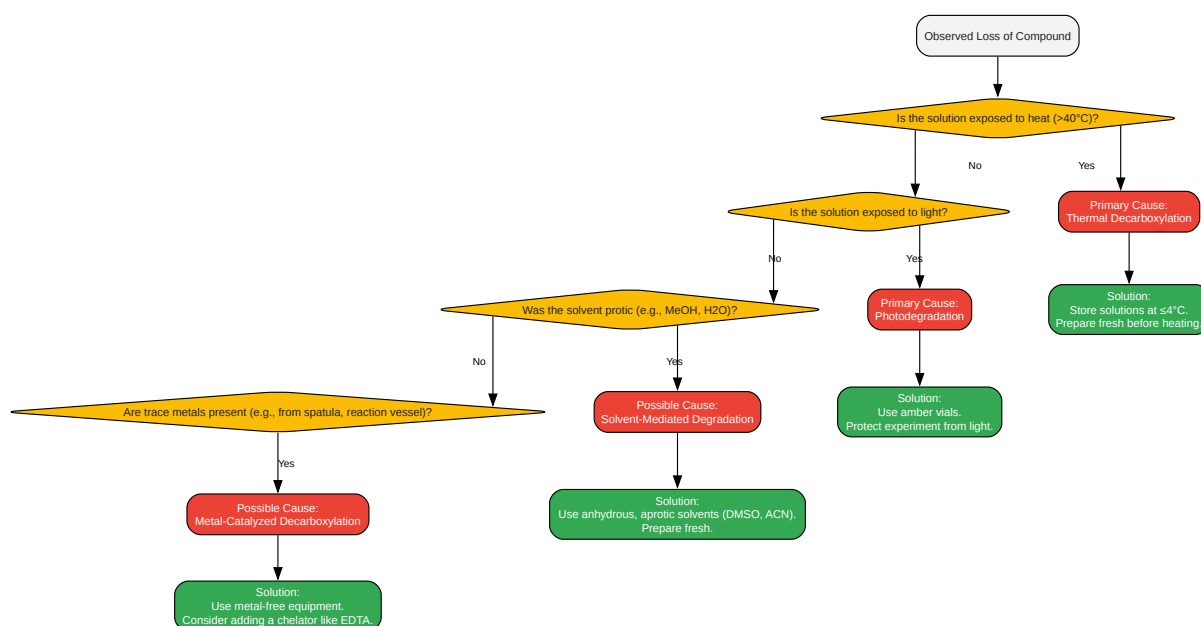 Observed Loss of Compound
Is the solution exposed to heat (>40°C)?
No
Yes
Is the solution exposed to light?
Primary Cause:
Thermal Decarboxylation
No
Yes
Solution:
Store solutions at ≤4°C.
Prepare fresh before heating.
Was the solvent protic (e.g., MeOH, H2O)?
Primary Cause:
Photodegradation
No
Yes
Solution:
Use amber vials.
Protect experiment from light.
Are trace metals present (e.g., from spatula, reaction vessel)?
Possible Cause:
Solvent-Mediated Degradation
Yes
Solution:
Use anhydrous, aprotic solvents (DMSO, ACN).
Prepare fresh.
Possible Cause:
Metal-Catalyzed Decarboxylation
Solution:
Use metal-free equipment.
Consider adding a chelator like EDTA.